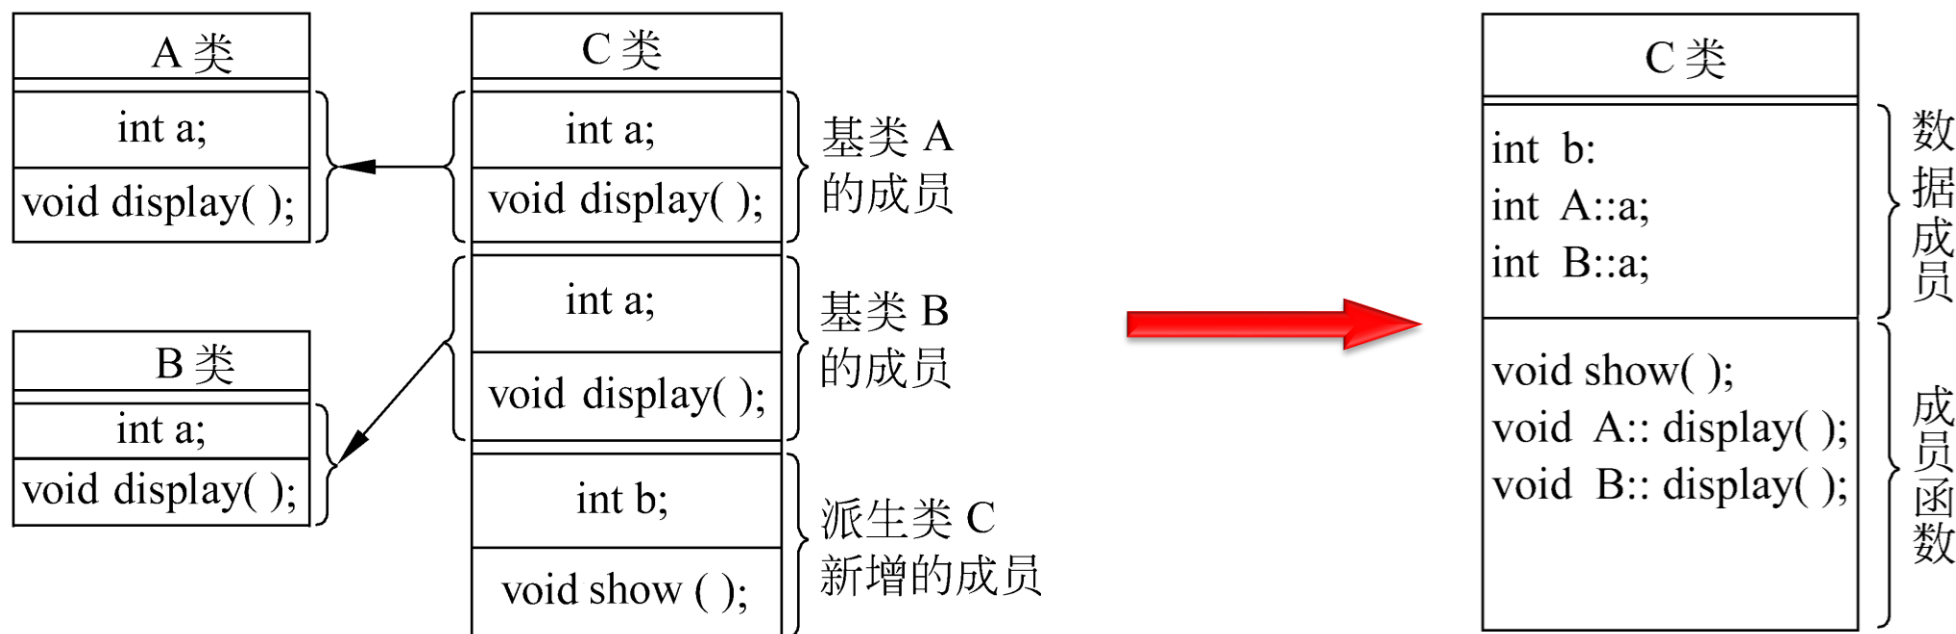 A 类
int a;
void display( );
B 类
int a;
void display( );
C 类
int a;
void display( );
int a;
void display( );
int b;
void show ( );
基类 A
的成员
基类 B
的成员
派生类 C
新增的成员
C 类
int b:
int A::a;
int B::a;
void show( );
void A:: display( );
void B:: display( );
数据成员
成员函数